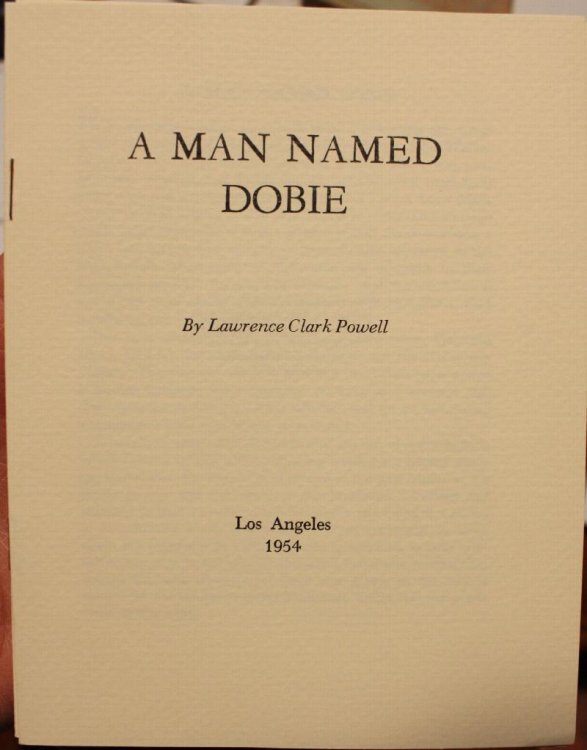 A MAN NAMED
DOBIE
By Lawrence Clark Powell
Los Angeles
1954